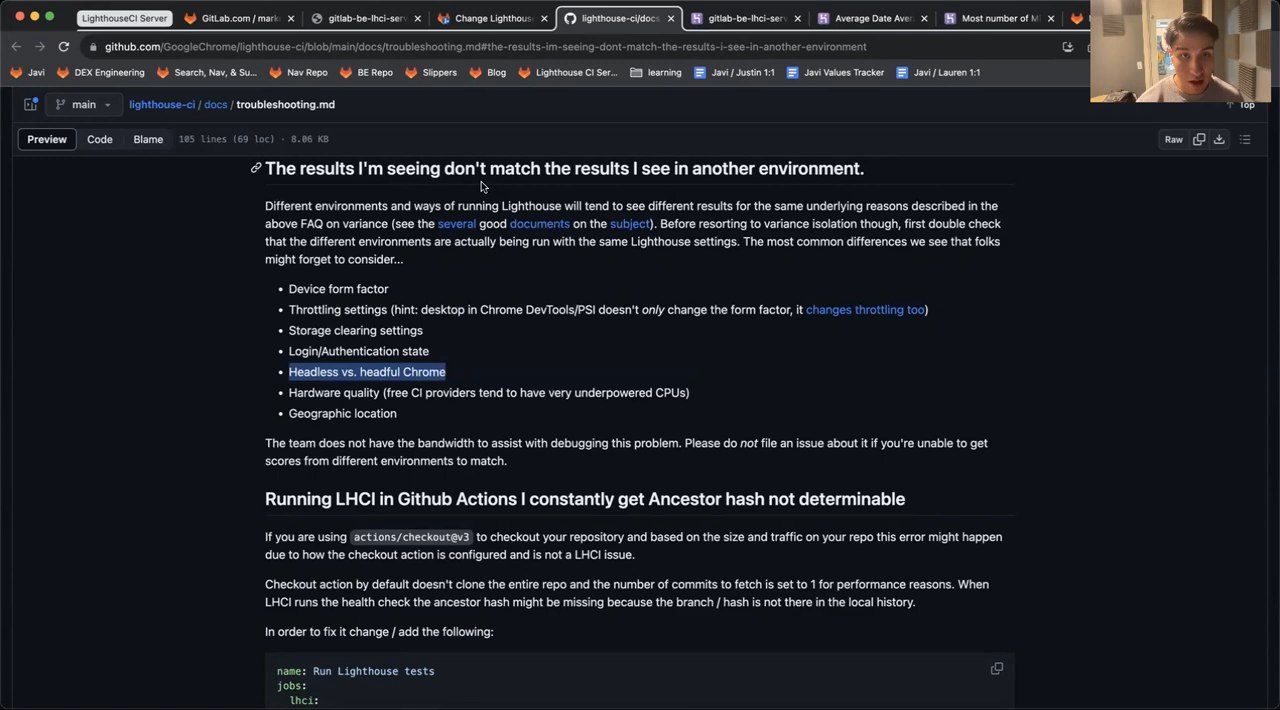 LighthouseCI Server
GitLab.com / mark
gitlab-be-lhci-serv
Change Lighthous
lighthouse-ci/docs
gitlab-be-lhci-serv
Average Date Aver
Most number of M
github.com/GoogleChrome/lighthouse-ci/blob/main/docs/troubleshooting.md#the-results-im-seeing-dont-match-the-results-i-see-in-another-environment
Javi
DEX Engineering
Search, Nav, & Su...
Nav Repo
BE Repo
Slippers
Blog
Lighthouse CI Ser...
learning
Javi / Justin 1:1
Javi Values Tracker
Javi / Lauren 1:1
main
lighthouse-ci / docs / troubleshooting.md
Top
Preview
Code
Blame
105 lines (69 loc) · 8.06 KB
Raw
The results I'm seeing don't match the results I see in another environment.
Different environments and ways of running Lighthouse will tend to see different results for the same underlying reasons described in the
above FAQ on variance (see the several good documents on the subject). Before resorting to variance isolation though, first double check
that the different environments are actually being run with the same Lighthouse settings. The most common differences we see that folks
might forget to consider...
• Device form factor
• Throttling settings (hint: desktop in Chrome DevTools/PSI doesn't only change the form factor, it changes throttling too)
• Storage clearing settings
• Login/Authentication state
• Headless vs. headful Chrome
• Hardware quality (free CI providers tend to have very underpowered CPUs)
• Geographic location
The team does not have the bandwidth to assist with debugging this problem. Please do not file an issue about it if you're unable to get
scores from different environments to match.
Running LHCI in Github Actions I constantly get Ancestor hash not determinable
If you are using actions/checkout@v3 to checkout your repository and based on the size and traffic on your repo this error might happen
due to how the checkout action is configured and is not a LHCI issue.
Checkout action by default doesn't clone the entire repo and the number of commits to fetch is set to 1 for performance reasons. When
LHCI runs the health check the ancestor hash might be missing because the branch / hash is not there in the local history.
In order to fix it change / add the following:
name: Run Lighthouse tests
jobs:
lhci: